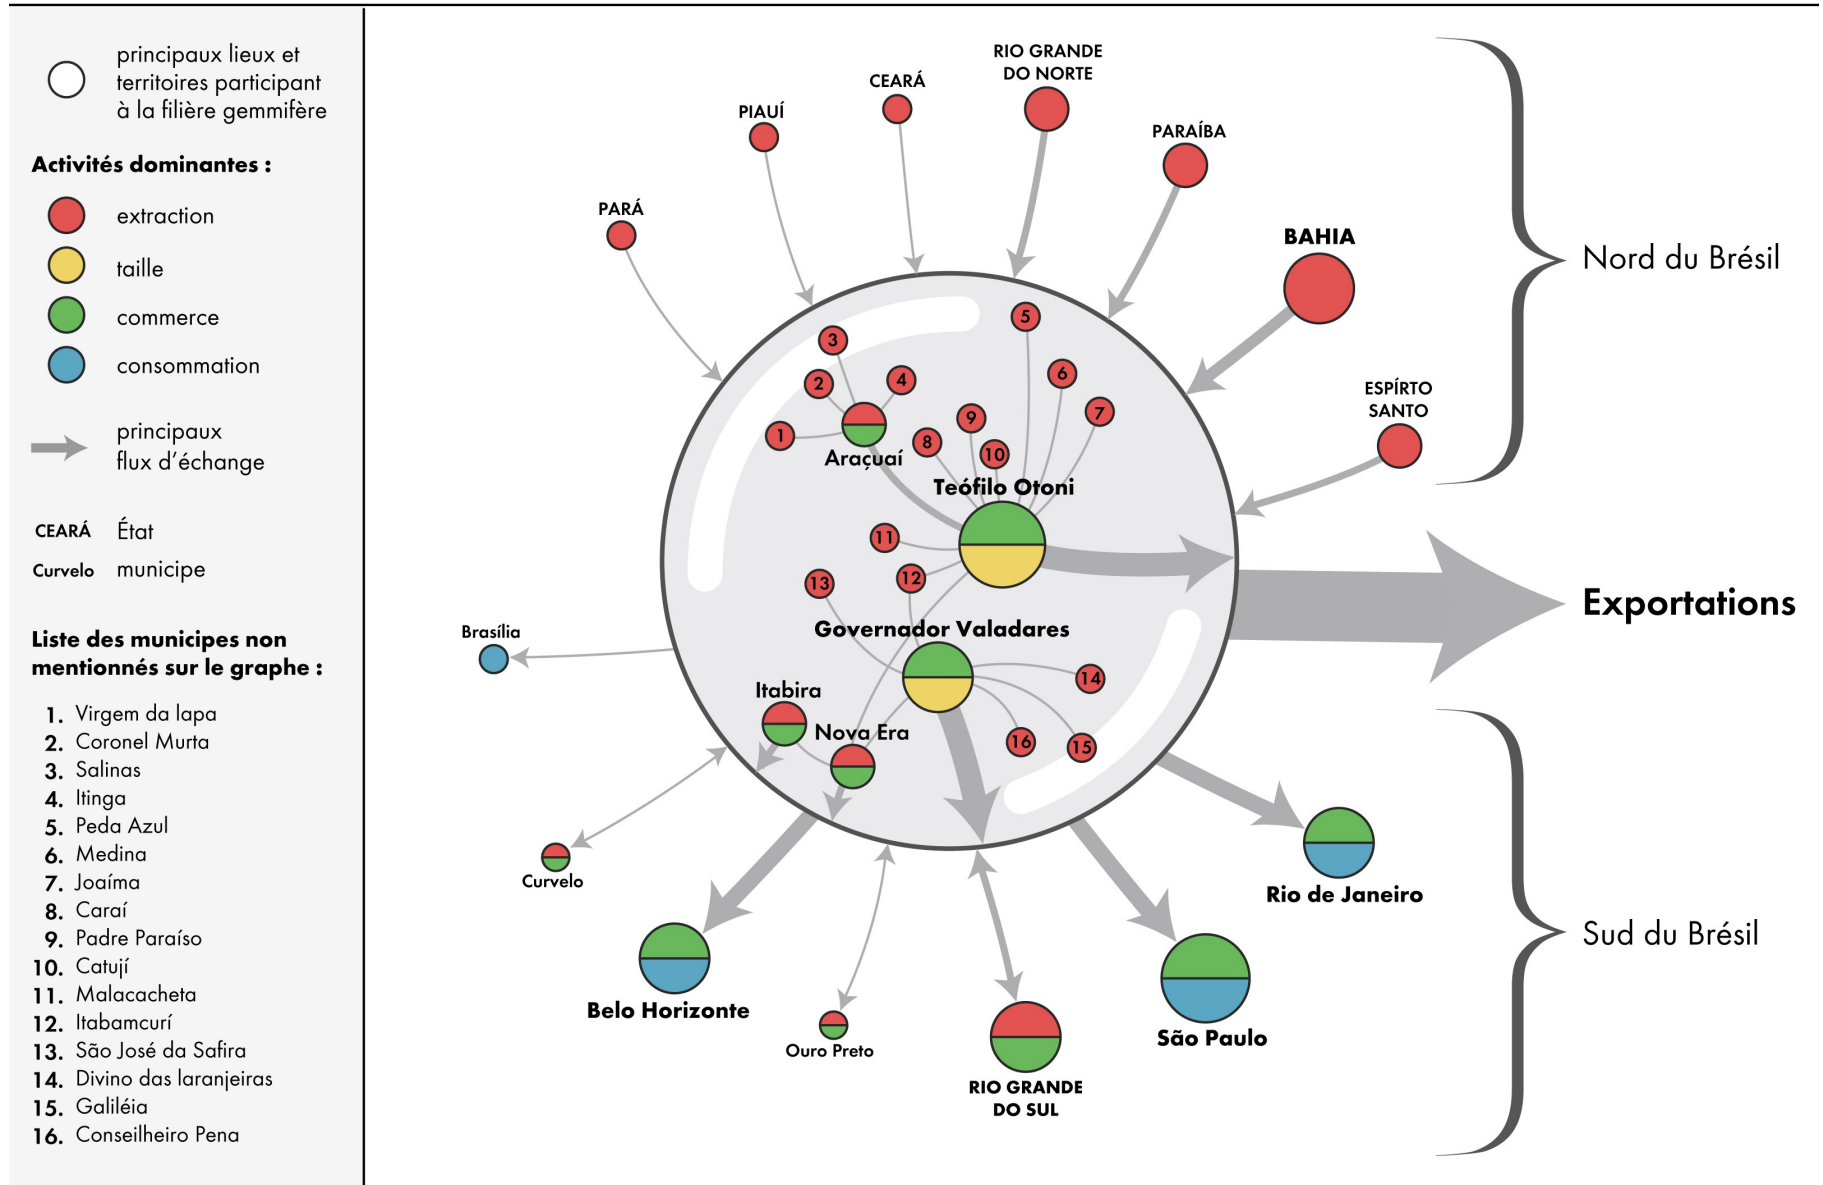 principaux lieux et
territoires participant
à la filière gemmifère
Activités dominantes :
extraction
taille
commerce
consommation
principaux
flux d'échange
CEARÁ État
Curvelo municipe
Liste des municipes non
mentionnés sur le graphe :
1. Virgem da lapa
2. Coronel Murta
3. Salinas
4. Itinga
5. Peda Azul
6. Medina
7. Joaíma
8. Caraí
9. Padre Paraíso
10. Catují
11. Malacacheta
12. Itabamcurí
13. São José da Safira
14. Divino das laranjeiras
15. Galiléia
16. Conseilheiro Pena
RIO GRANDE
DO NORTE
CEARÁ
PIAUÍ
PARAÍBA
PARÁ
BAHIA
Nord du Brésil
ESPÍRTO
SANTO
5
3
6
2
4
7
9
1
8
Araçuaí
10
Teófilo Otoni
11
12
13
Exportations
Governador Valadares
Brasília
14
Itabira
Nova Era
16
15
Curvelo
Rio de Janeiro
Sud du Brésil
Belo Horizonte
São Paulo
Ouro Preto
RIO GRANDE
DO SUL